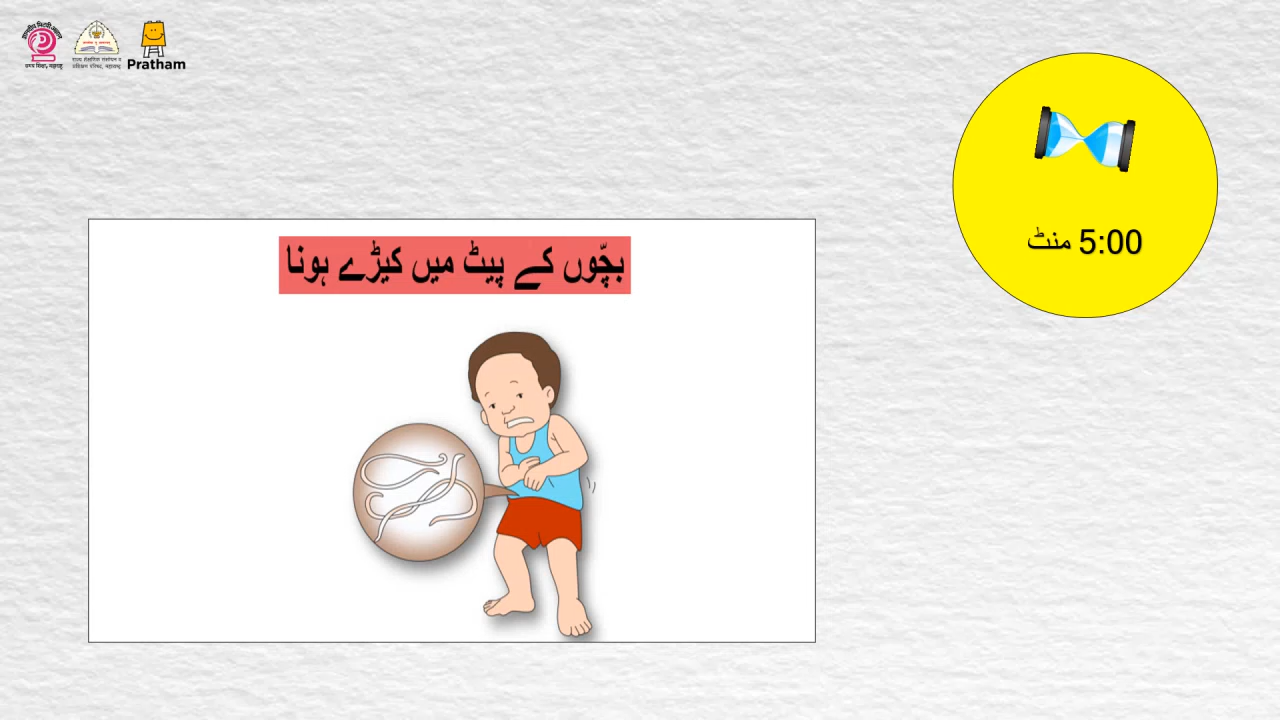 Pratham
5:00 منٹ
بچّوں کے پیٹ میں کیڑے ہونا